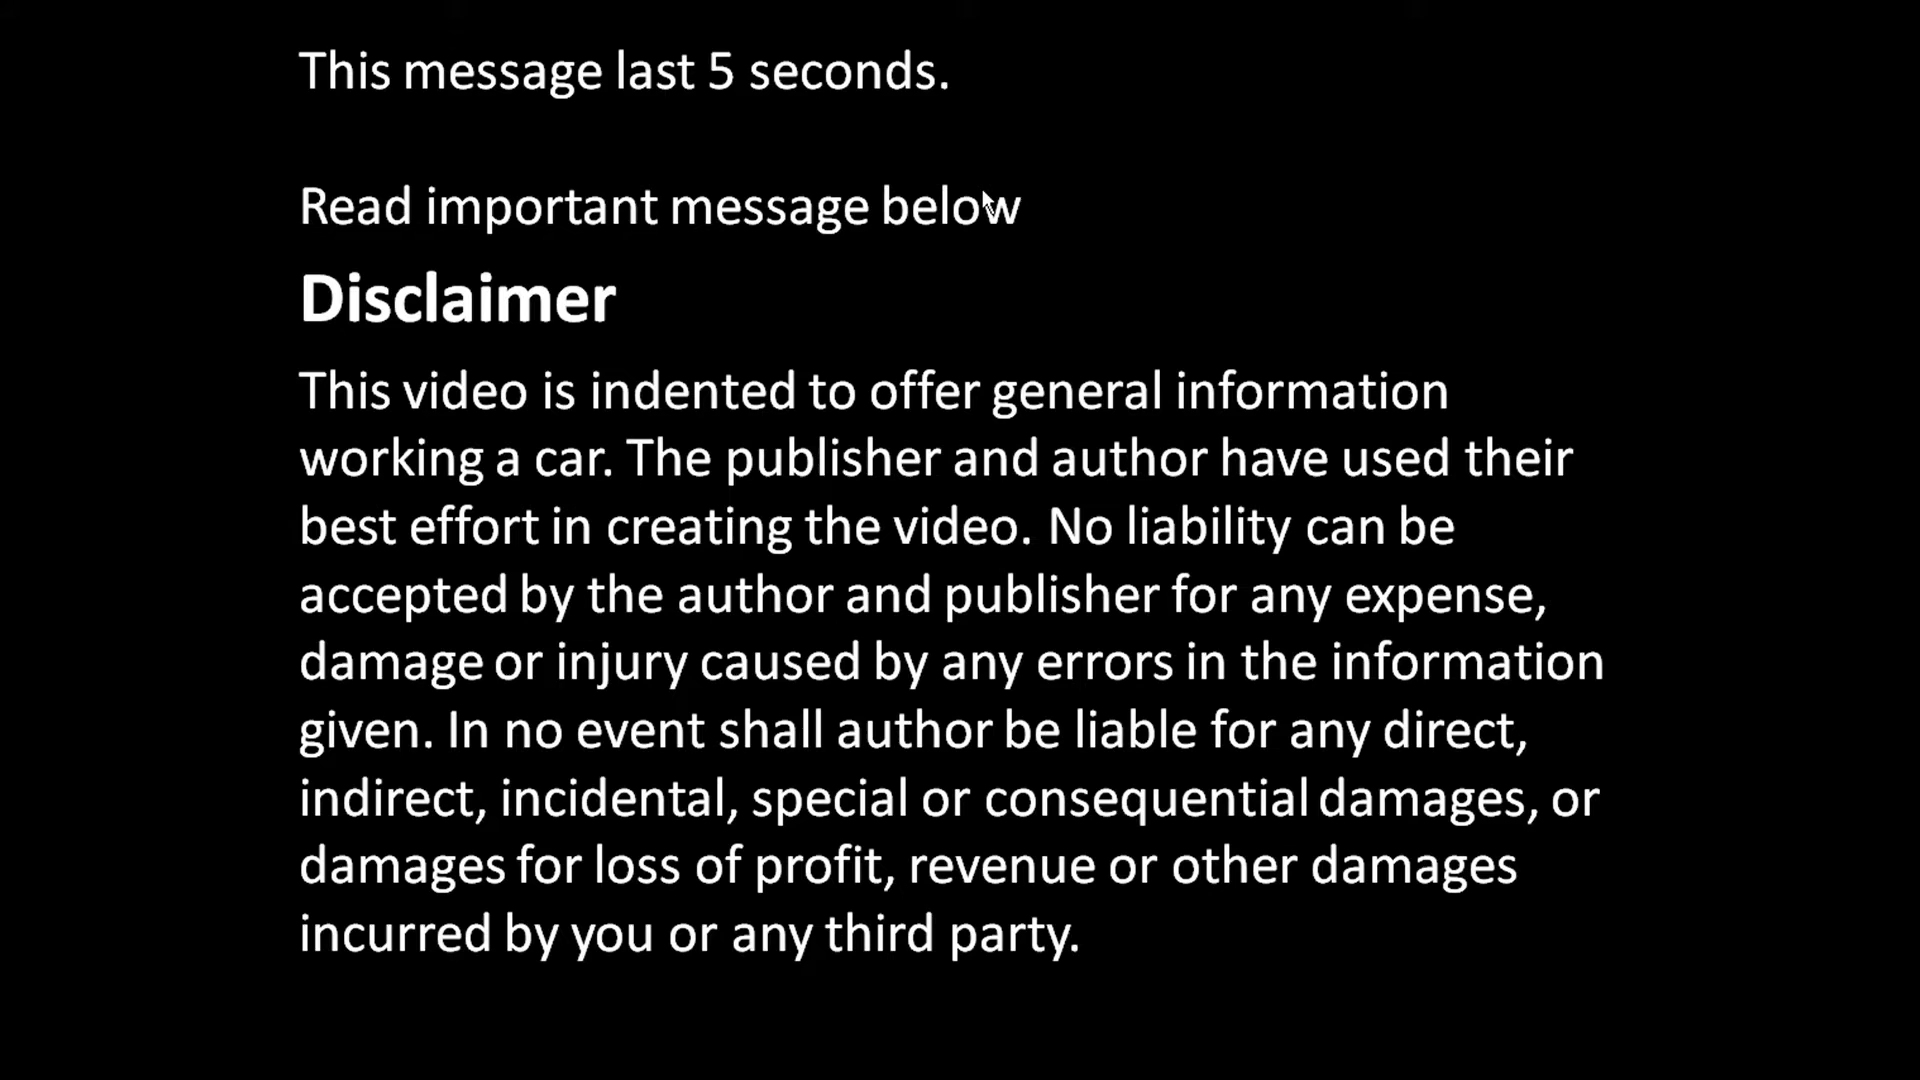 This message last 5 seconds.
Read important message below
Disclaimer
This video is indented to offer general information
working a car. The publisher and author have used their
best effort in creating the video. No liability can be
accepted by the author and publisher for any expense,
damage or injury caused by any errors in the information
given. In no event shall author be liable for any direct,
indirect, incidental, special or consequential damages, or
damages for loss of profit, revenue or other damages
incurred by you or any third party.